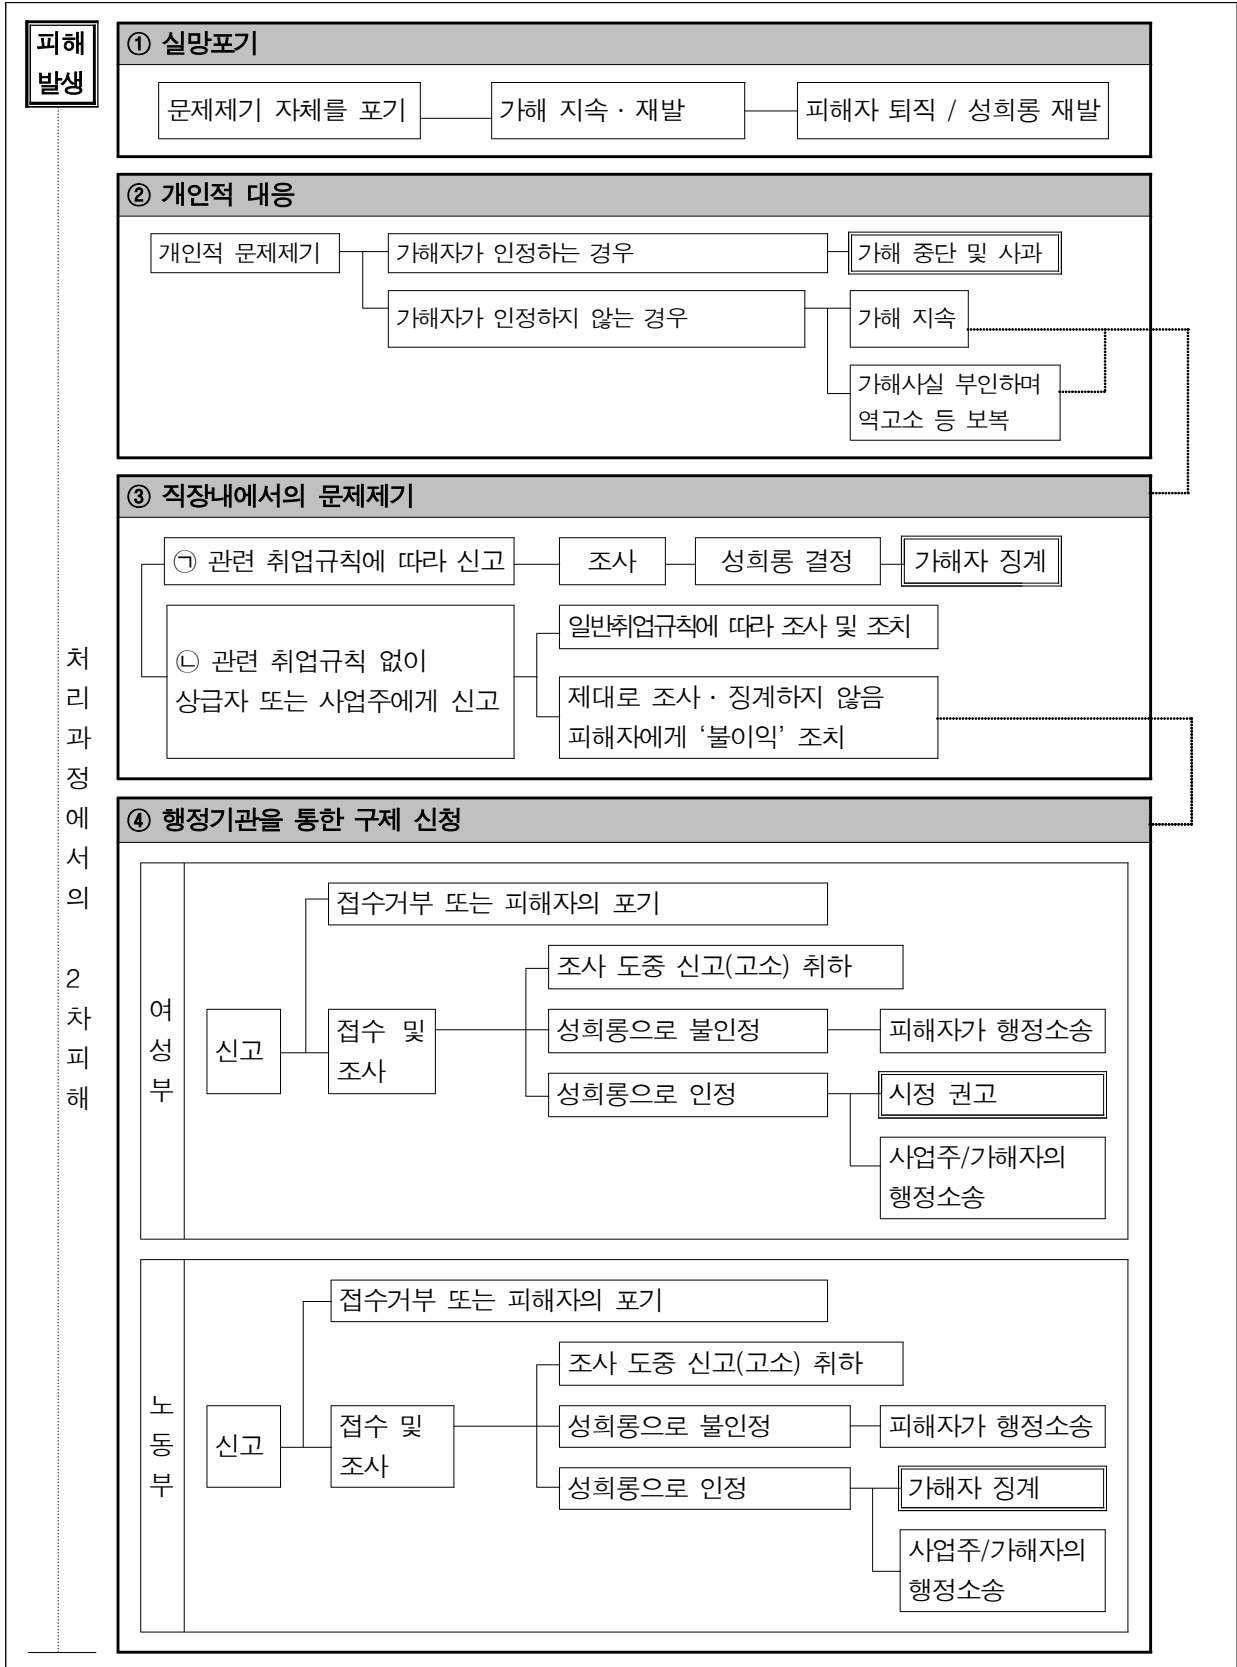 피해
발생
① 실망포기
문제제기 자체를 포기
가해 지속 · 재발
피해자 퇴직 / 성희롱 재발
② 개인적 대응
개인적 문제제기
가해자가 인정하는 경우
가해 중단 및 사과
가해자가 인정하지 않는 경우
가해 지속
가해사실 부인하며
역고소 등 보복
③ 직장내에서의 문제제기
㉠ 관련 취업규칙에 따라 신고
조사
성희롱 결정
가해자 징계
㉡ 관련 취업규칙 없이
상급자 또는 사업주에게 신고
일반취업규칙에 따라 조사 및 조치
제대로 조사 · 징계하지 않음
피해자에게 ‘불이익’ 조치
처리과정에서의 2차피해
④ 행정기관을 통한 구제 신청
여성부
신고
접수거부 또는 피해자의 포기
접수 및
조사
조사 도중 신고(고소) 취하
성희롱으로 불인정
피해자가 행정소송
성희롱으로 인정
시정 권고
사업주/가해자의
행정소송
노동부
신고
접수거부 또는 피해자의 포기
접수 및
조사
조사 도중 신고(고소) 취하
성희롱으로 불인정
피해자가 행정소송
성희롱으로 인정
가해자 징계
사업주/가해자의
행정소송